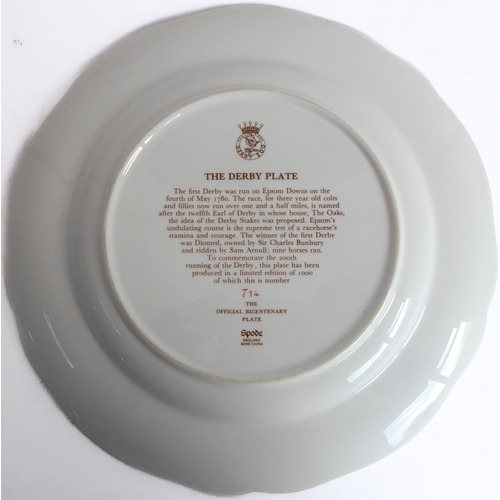 THE DERBY PLATE
The first Derby was run on Epsom Downs on the
fourth of May 1780. The race, for three year old colts
and fillies now run over one and a half miles, is named
after the twelfth Earl of Derby in whose house, The Oaks,
the idea of the Derby Stakes was proposed. Epsom's
undulating course is the supreme test of a racehorse's
stamina and courage. The winner of the first Derby
was Diomed, owned by Sir Charles Bunbury
and ridden by Sam Arnull; nine horses ran.
To commemorate the 200th
running of the Derby, this plate has been
produced in a limited edition of 1000
of which this is number
714
THE
OFFICIAL BICENTENARY
PLATE
Spode
ENGLAND
BONE CHINA